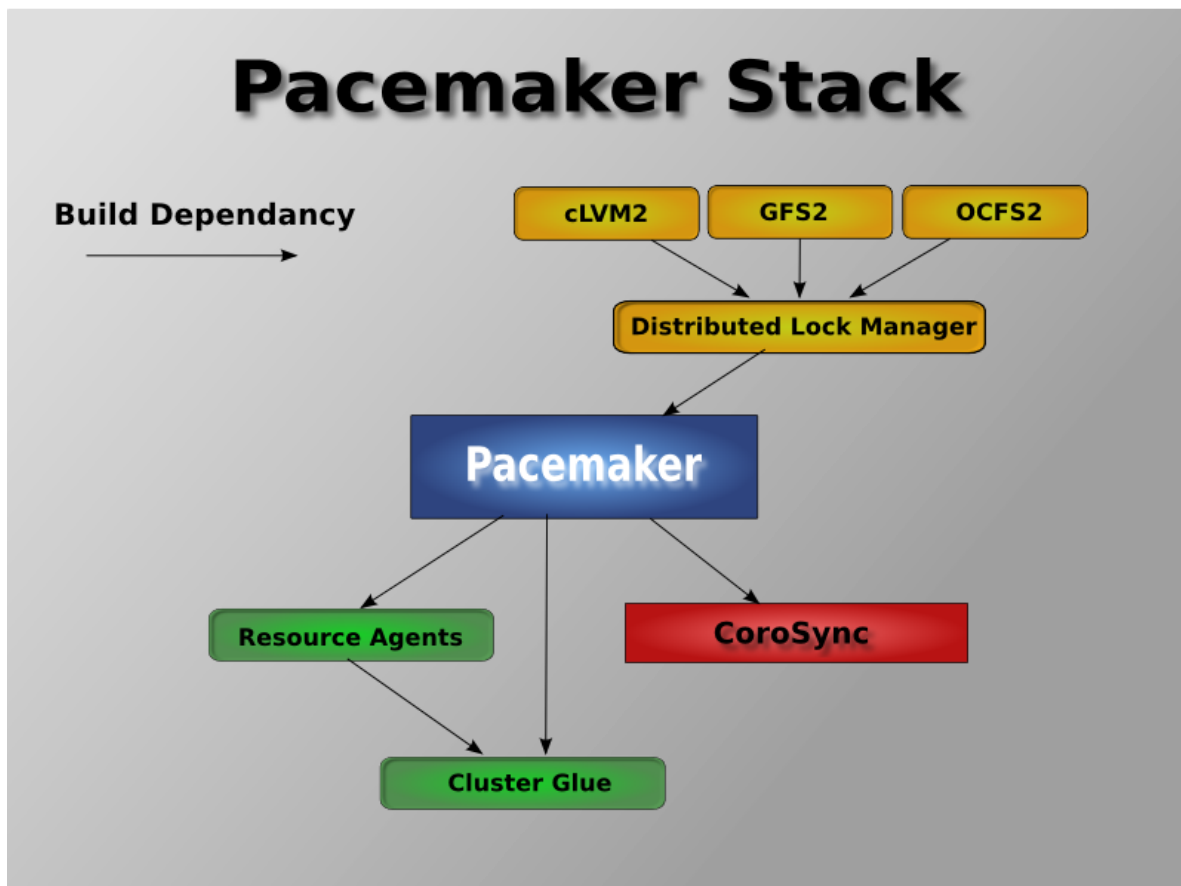 Pacemaker Stack
Build Dependancy
cLVM2
GFS2
OCFS2
Distributed Lock Manager
Pacemaker
Resource Agents
CoroSync
Cluster Glue